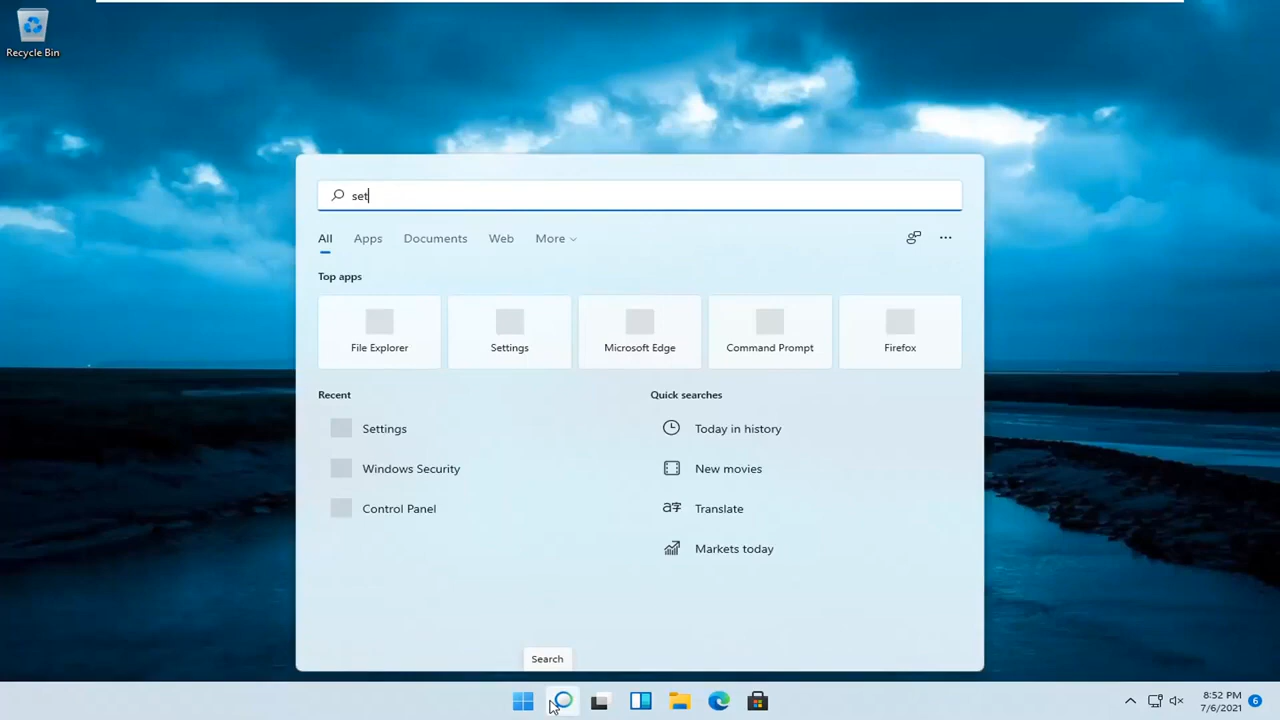 Recycle Bin
set
All Apps Documents Web More
Top apps
File Explorer Settings Microsoft Edge Command Prompt Firefox
Recent Quick searches
Settings Today in history
Windows Security New movies
Control Panel Translate
Markets today
Search
8:52 PM
7/6/2021 6